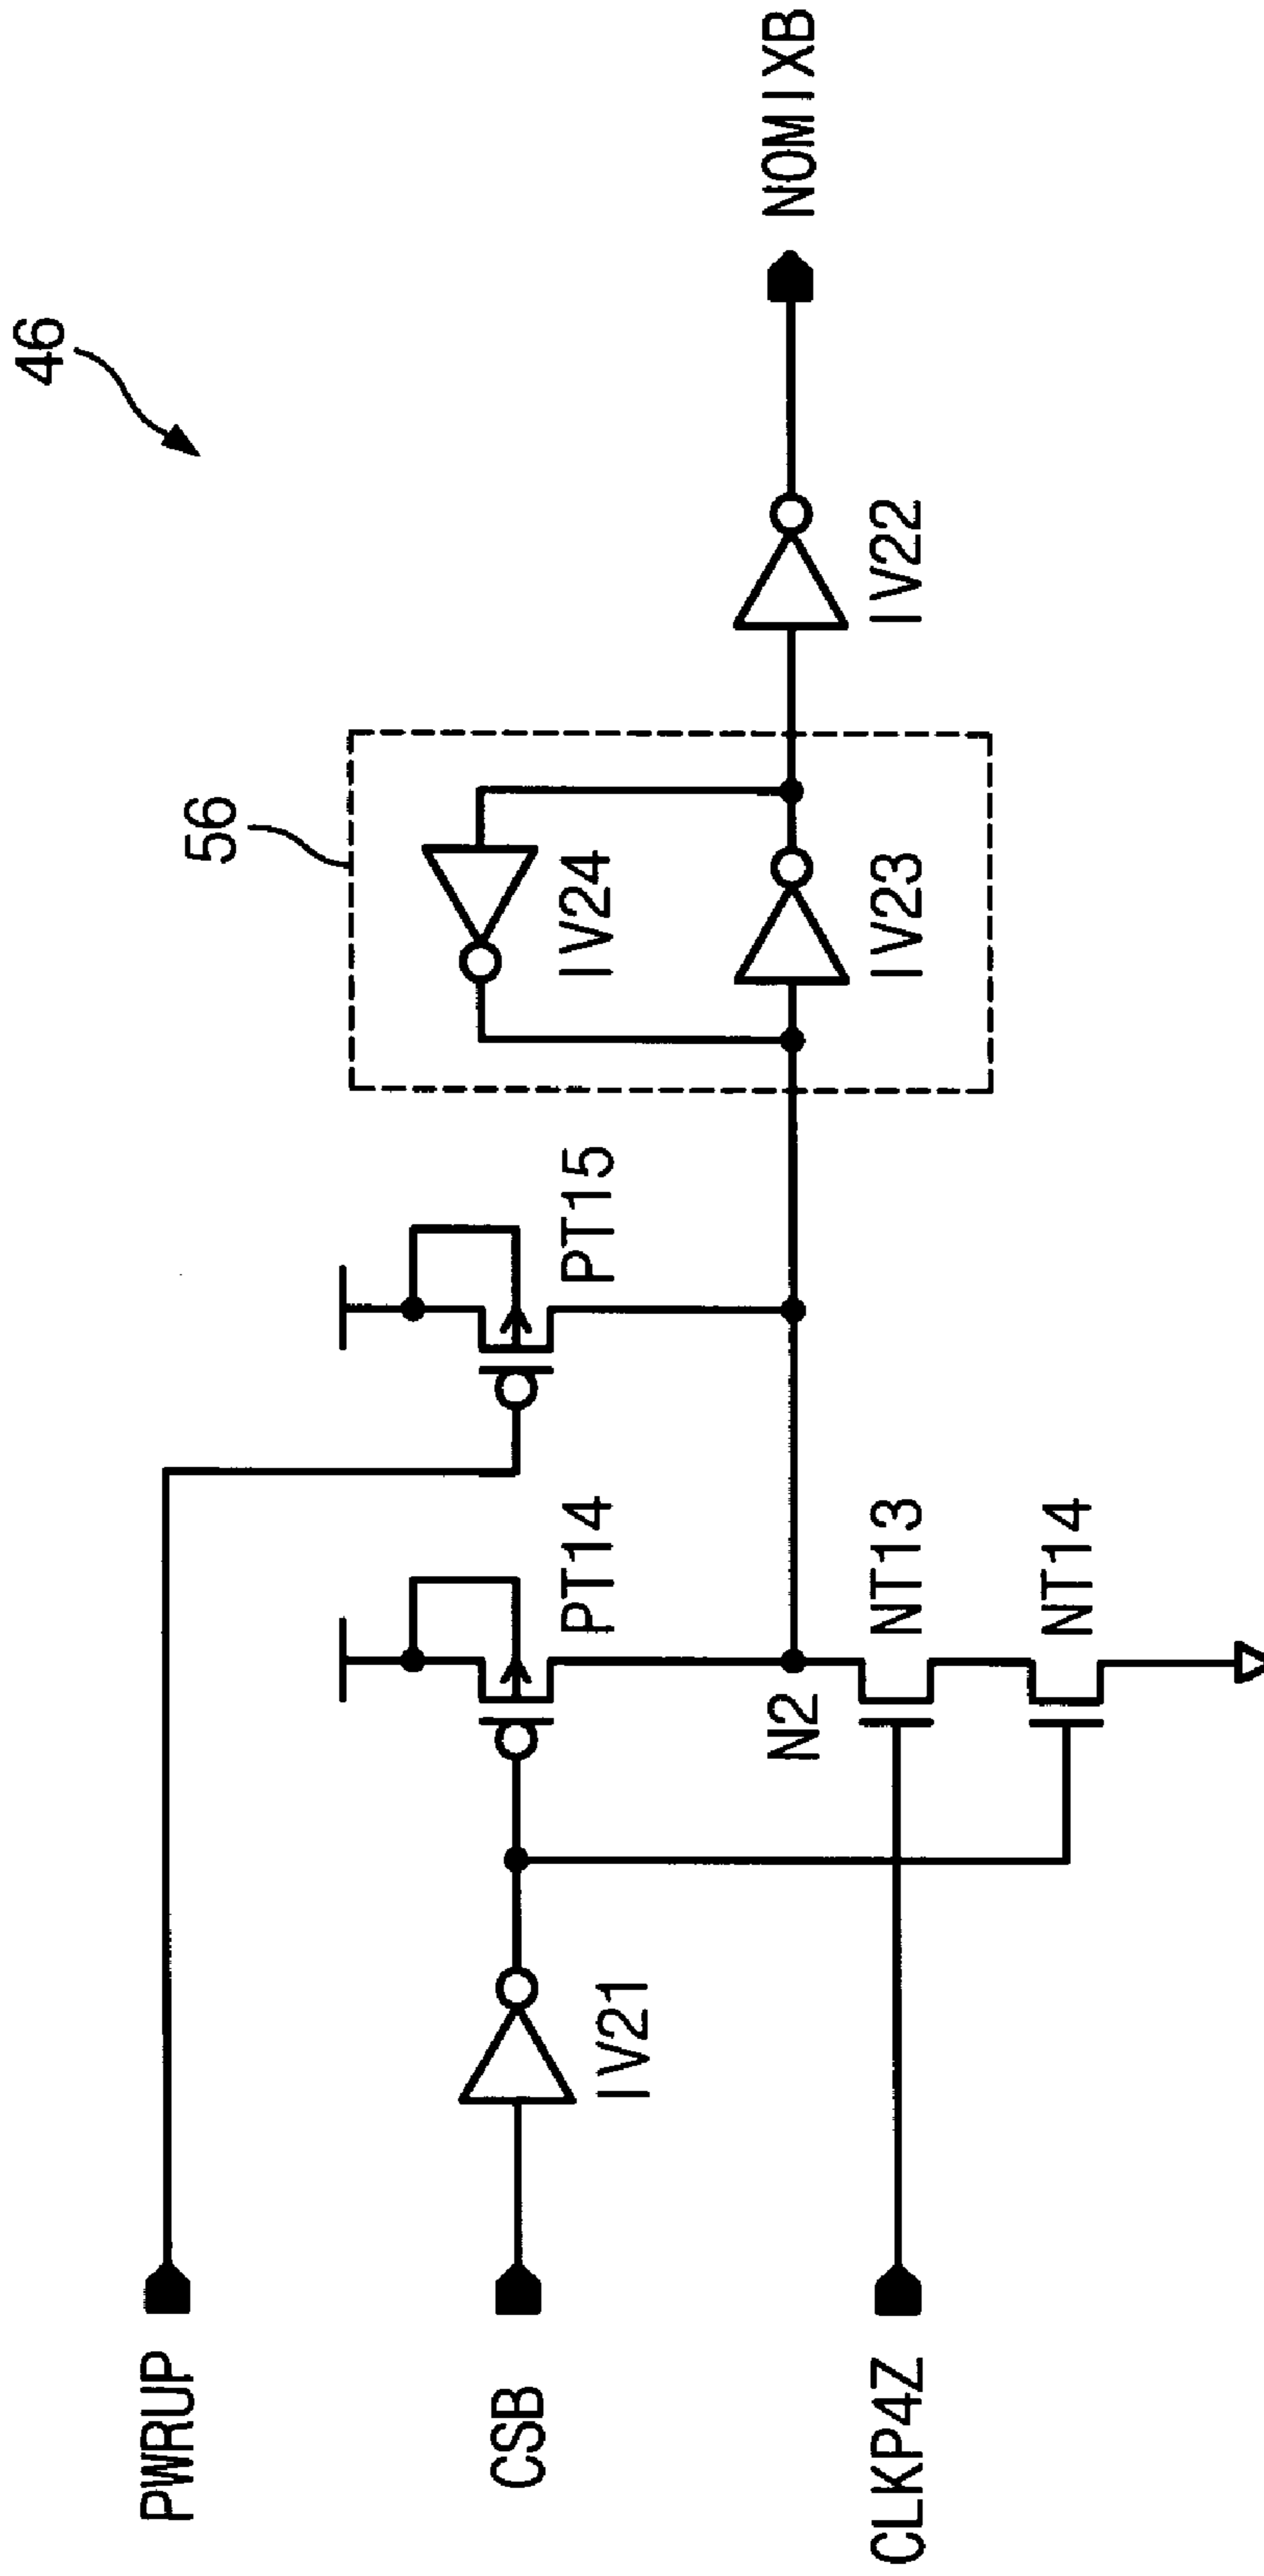 46
56
PWRUP
PT15
PT14
CSB
IV21
IV24
N2
NOMIXB
CLKP4Z
NT13
IV23
IV22
NT14